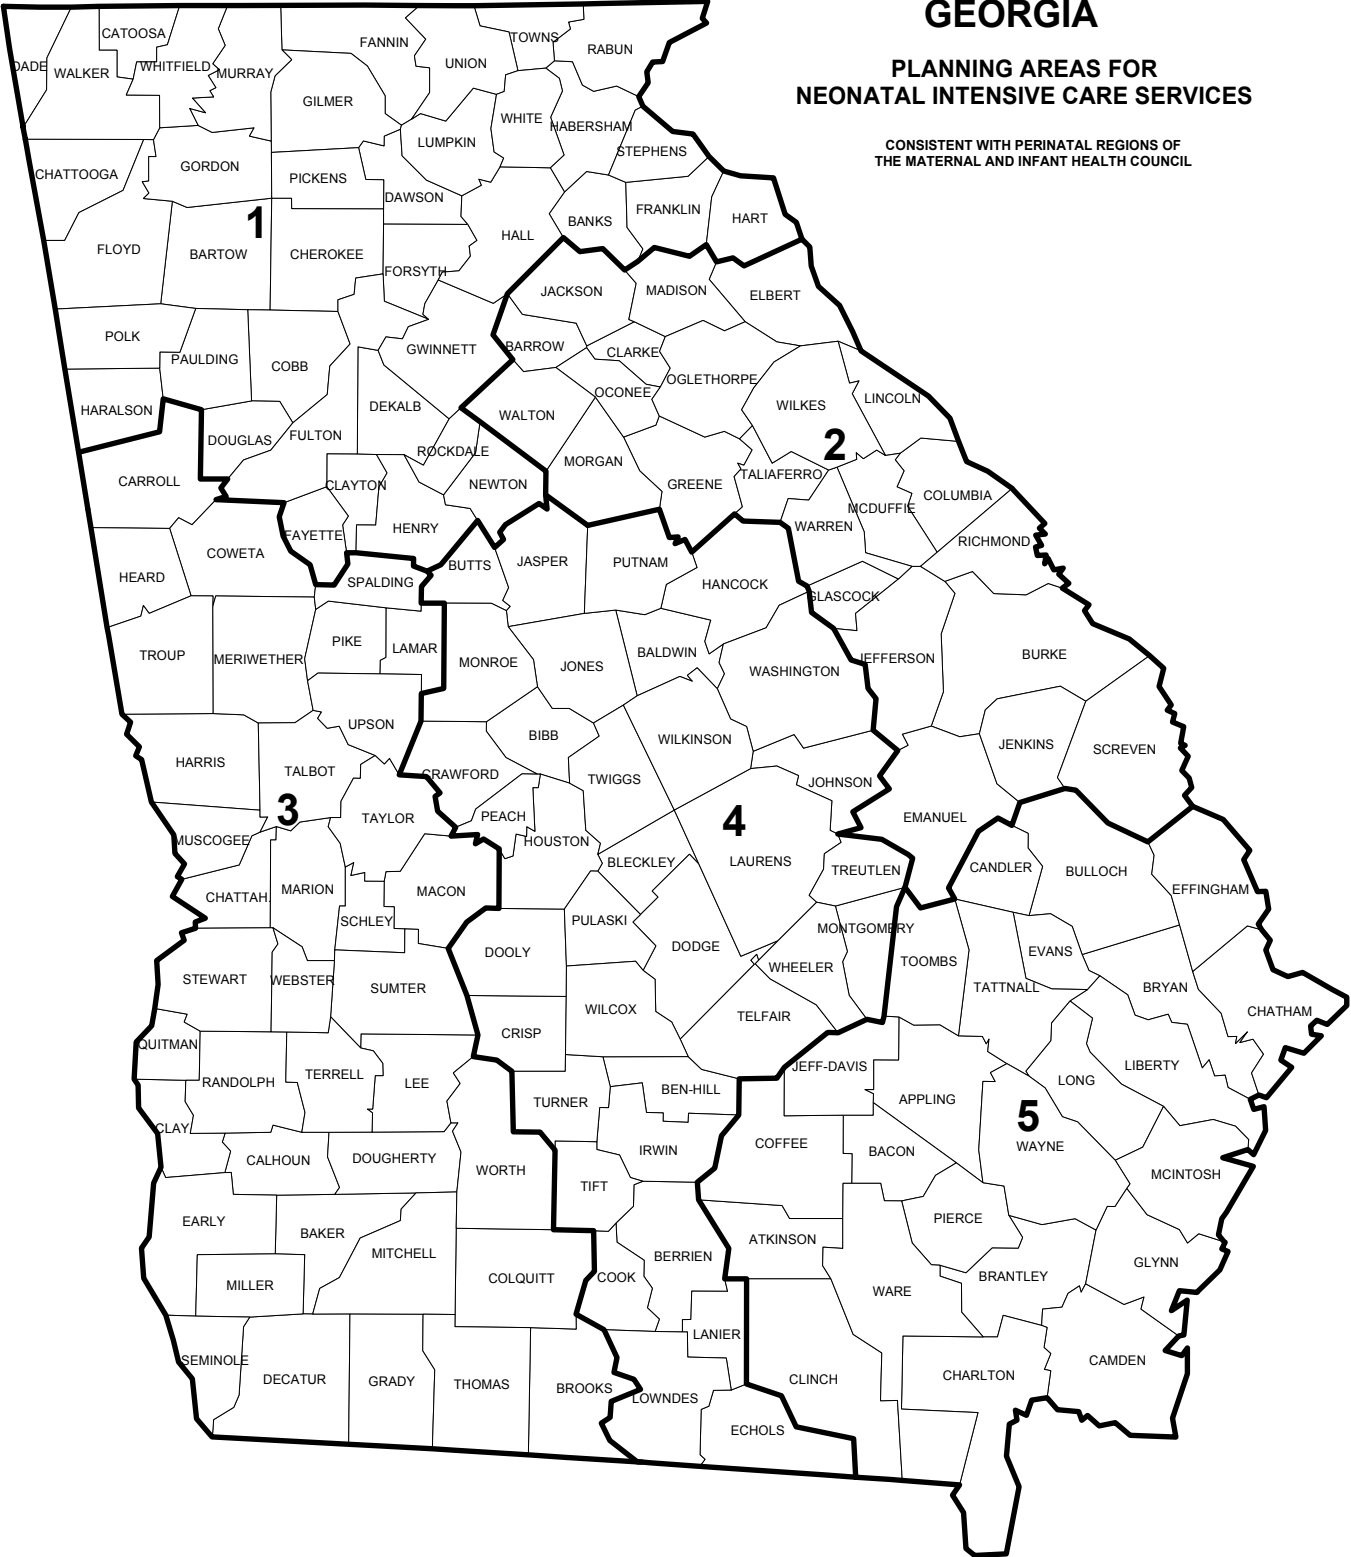 GEORGIA
PLANNING AREAS FOR
NEONATAL INTENSIVE CARE SERVICES
CONSISTENT WITH PERINATAL REGIONS OF
THE MATERNAL AND INFANT HEALTH COUNCIL
CATOOSA
FANNIN
TOWNS
RABUN
DADE
WALKER
WHITFIELD
MURRAY
UNION
GILMER
WHITE
HABERSHAM
LUMPKIN
STEPHENS
CHATTOOGA
GORDON
PICKENS
DAWSON
FRANKLIN
HART
BANKS
1
HALL
FLOYD
BARTOW
CHEROKEE
FORSYTH
JACKSON
MADISON
ELBERT
POLK
PAULDING
COBB
GWINNETT
BARROW
CLARKE
OGLETHORPE
OCONEE
HARALSON
DEKALB
WALTON
WILKES
LINCOLN
DOUGLAS
FULTON
ROCKDALE
2
CARROLL
CLAYTON
NEWTON
MORGAN
GREENE
TALIAFERRO
COLUMBIA
MCDUFFIE
FAYETTE
HENRY
WARREN
RICHMOND
COWETA
HEARD
SPALDING
BUTTS
JASPER
PUTNAM
HANCOCK
GLASCOCK
TROUP
MERIWETHER
PIKE
LAMAR
MONROE
JONES
BALDWIN
WASHINGTON
JEFFERSON
BURKE
UPSON
BIBB
WILKINSON
JENKINS
SCREVEN
HARRIS
TALBOT
CRAWFORD
TWIGGS
JOHNSON
3
TAYLOR
PEACH
4
EMANUEL
MUSCOGEE
HOUSTON
BLECKLEY
LAURENS
TREUTLEN
CANDLER
BULLOCH
EFFINGHAM
CHATTAH.
MARION
MACON
SCHLEY
PULASKI
MONTGOMERY
DOOLY
DODGE
WHEELER
TOOMBS
EVANS
STEWART
WEBSTER
SUMTER
TATTNALL
BRYAN
CHATHAM
WILCOX
TELFAIR
CRISP
QUITMAN
RANDOLPH
TERRELL
LEE
TURNER
BEN-HILL
JEFF-DAVIS
APPLING
LONG
LIBERTY
5
CLAY
CALHOUN
DOUGHERTY
WORTH
IRWIN
COFFEE
BACON
WAYNE
MCINTOSH
TIFT
EARLY
BAKER
MITCHELL
PIERCE
ATKINSON
BERRIEN
GLYNN
MILLER
COLQUITT
COOK
WARE
BRANTLEY
LANIER
SEMINOLE
DECATUR
GRADY
THOMAS
BROOKS
LOWNDES
CLINCH
CHARLTON
CAMDEN
ECHOLS